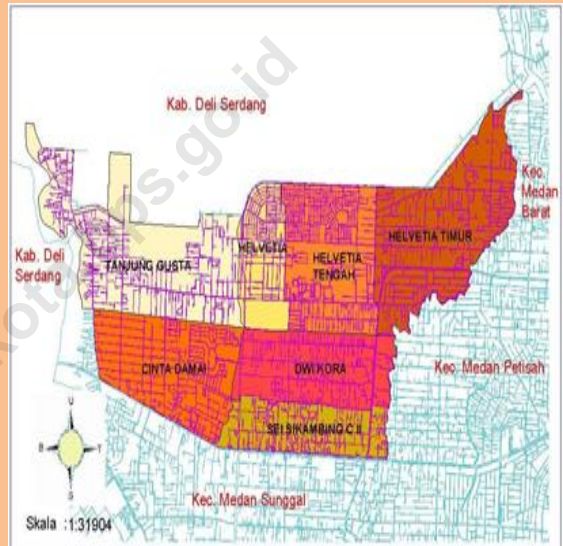 Kab. Deli Serdang
Kec.
Medan
Barat
HELVETIA
HELVETIA TIMUR
Kab. Deli
Serdang
TANJUNG GUSTA
HELVETIA
TENGAH
CINTA DAMAI
DWI KORA
Kec. Medan Petisah
SEI SIKAMBING C II
U
B
T
S
Kec. Medan Sunggal
Skala :1:31904